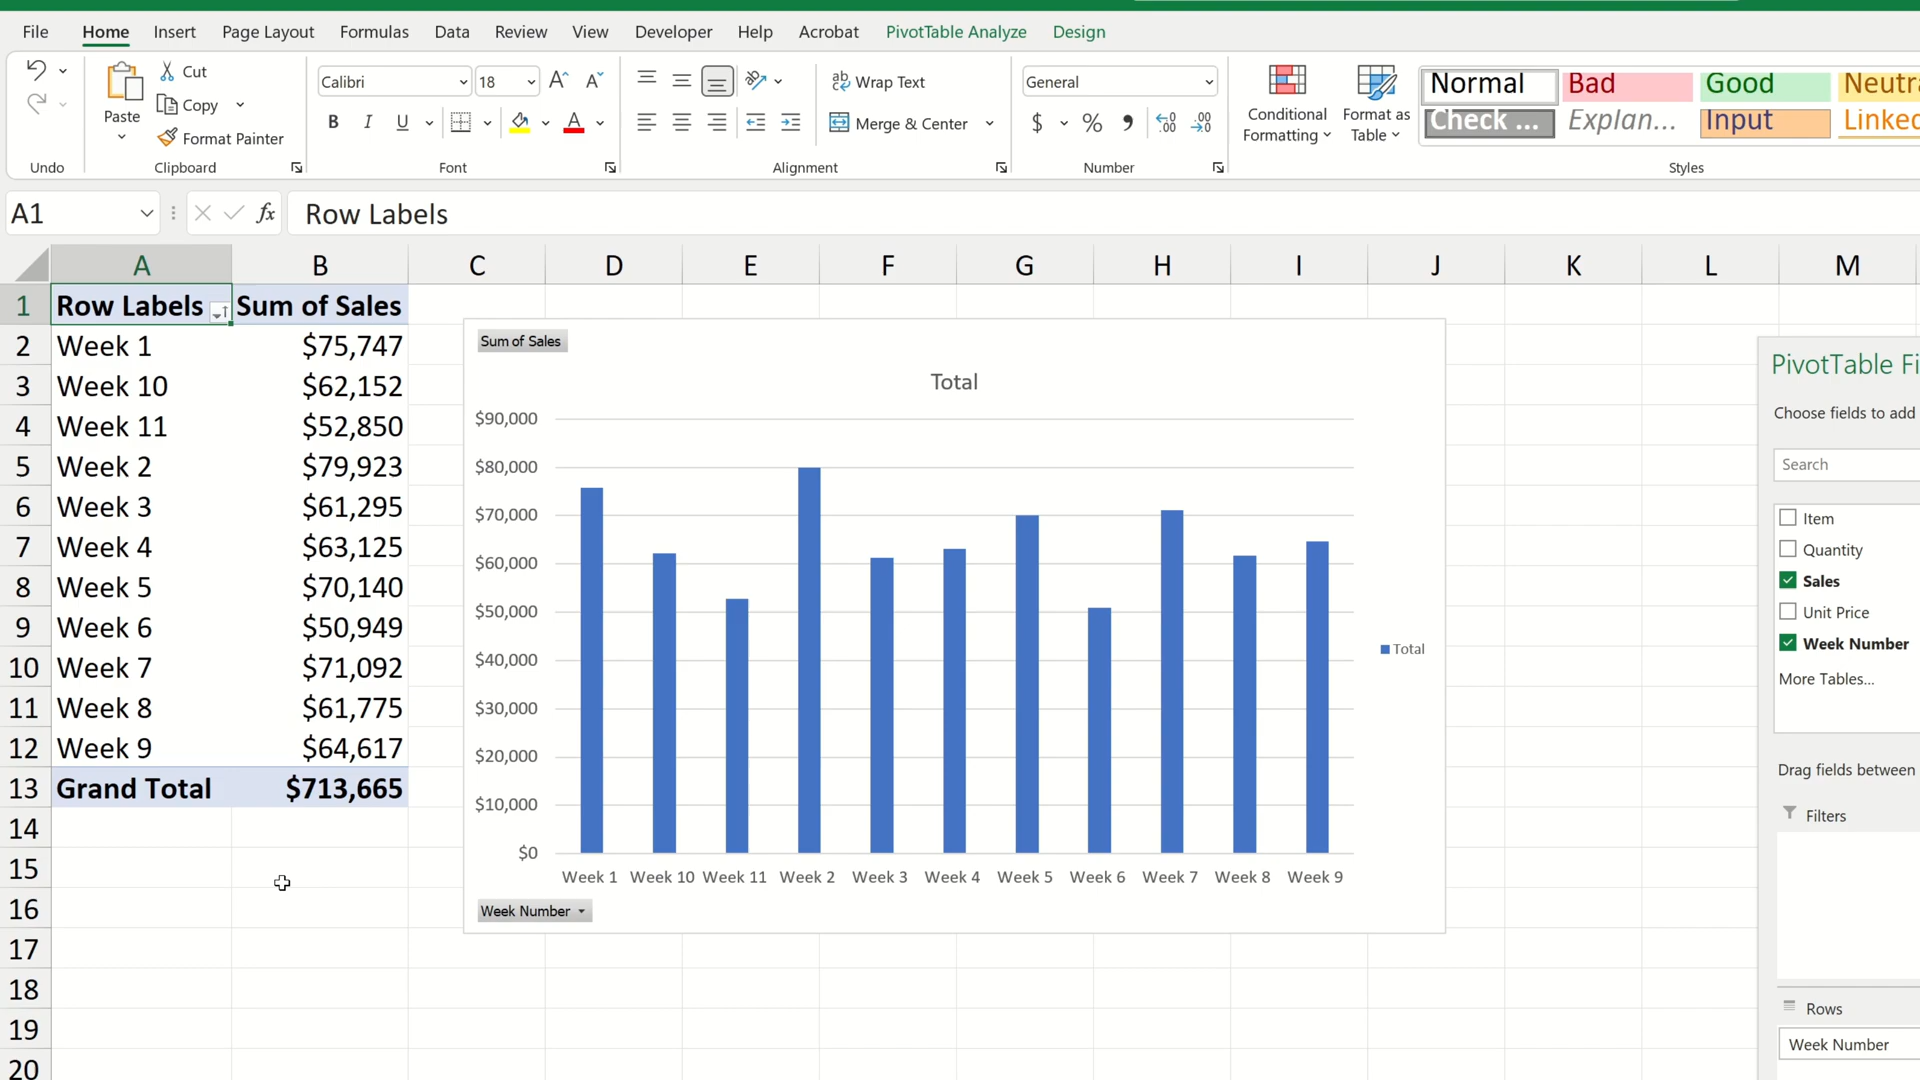 File Home Insert Page Layout Formulas Data Review View Developer Help Acrobat PivotTable Analyze Design
Paste
Cut
Copy
Format Painter
Calibri 18
B I U A
Wrap Text
Merge & Center
General
$ % ,
Conditional Formatting
Format as Table
Normal Bad Good Neutra
Check ... Explan... Input Linked
Undo Clipboard Font Alignment Number Styles
A1 fx Row Labels
A B C D E F G H I J K L M
1 Row Labels Sum of Sales
2 Week 1 $75,747
3 Week 10 $62,152
4 Week 11 $52,850
5 Week 2 $79,923
6 Week 3 $61,295
7 Week 4 $63,125
8 Week 5 $70,140
9 Week 6 $50,949
10 Week 7 $71,092
11 Week 8 $61,775
12 Week 9 $64,617
13 Grand Total $713,665
14
15
16
17
18
19
20
Sum of Sales
Total
$90,000
$80,000
$70,000
$60,000
$50,000
$40,000
$30,000
$20,000
$10,000
$0
Week 1 Week 10 Week 11 Week 2 Week 3 Week 4 Week 5 Week 6 Week 7 Week 8 Week 9
Total
Week Number
PivotTable Fi
Choose fields to add
Search
Item
Quantity
Sales
Unit Price
Week Number
More Tables...
Drag fields between
Filters
Rows
Week Number